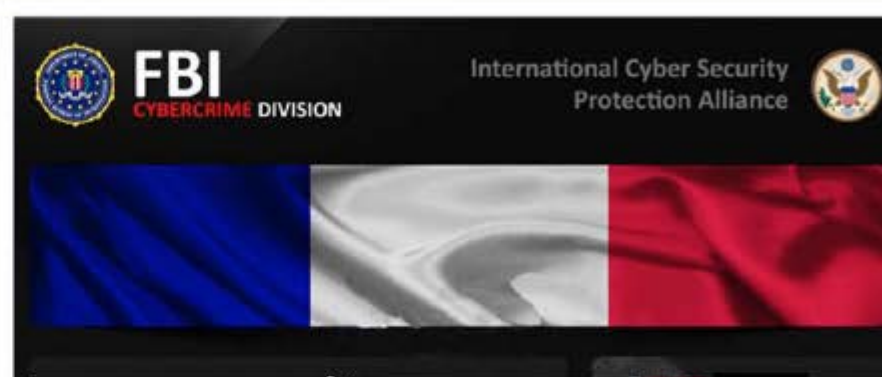 FBI
CYBERCRIME DIVISION
International Cyber Security
Protection Alliance